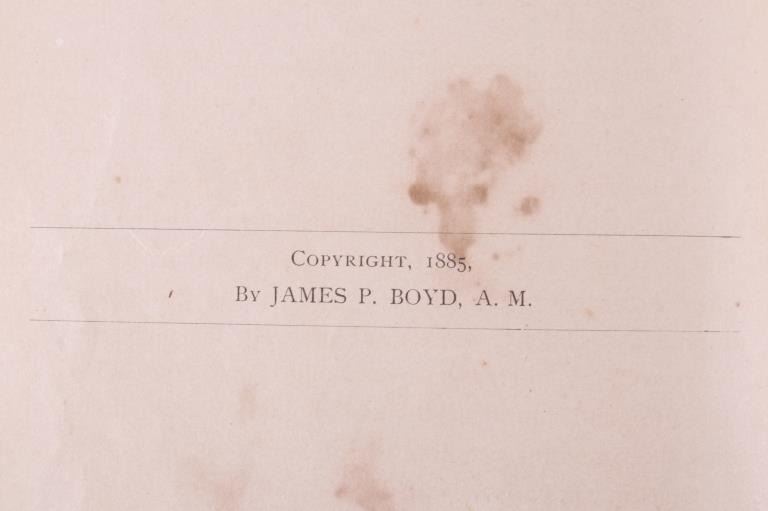 Copyright, 1885,
By JAMES P. BOYD, A. M.